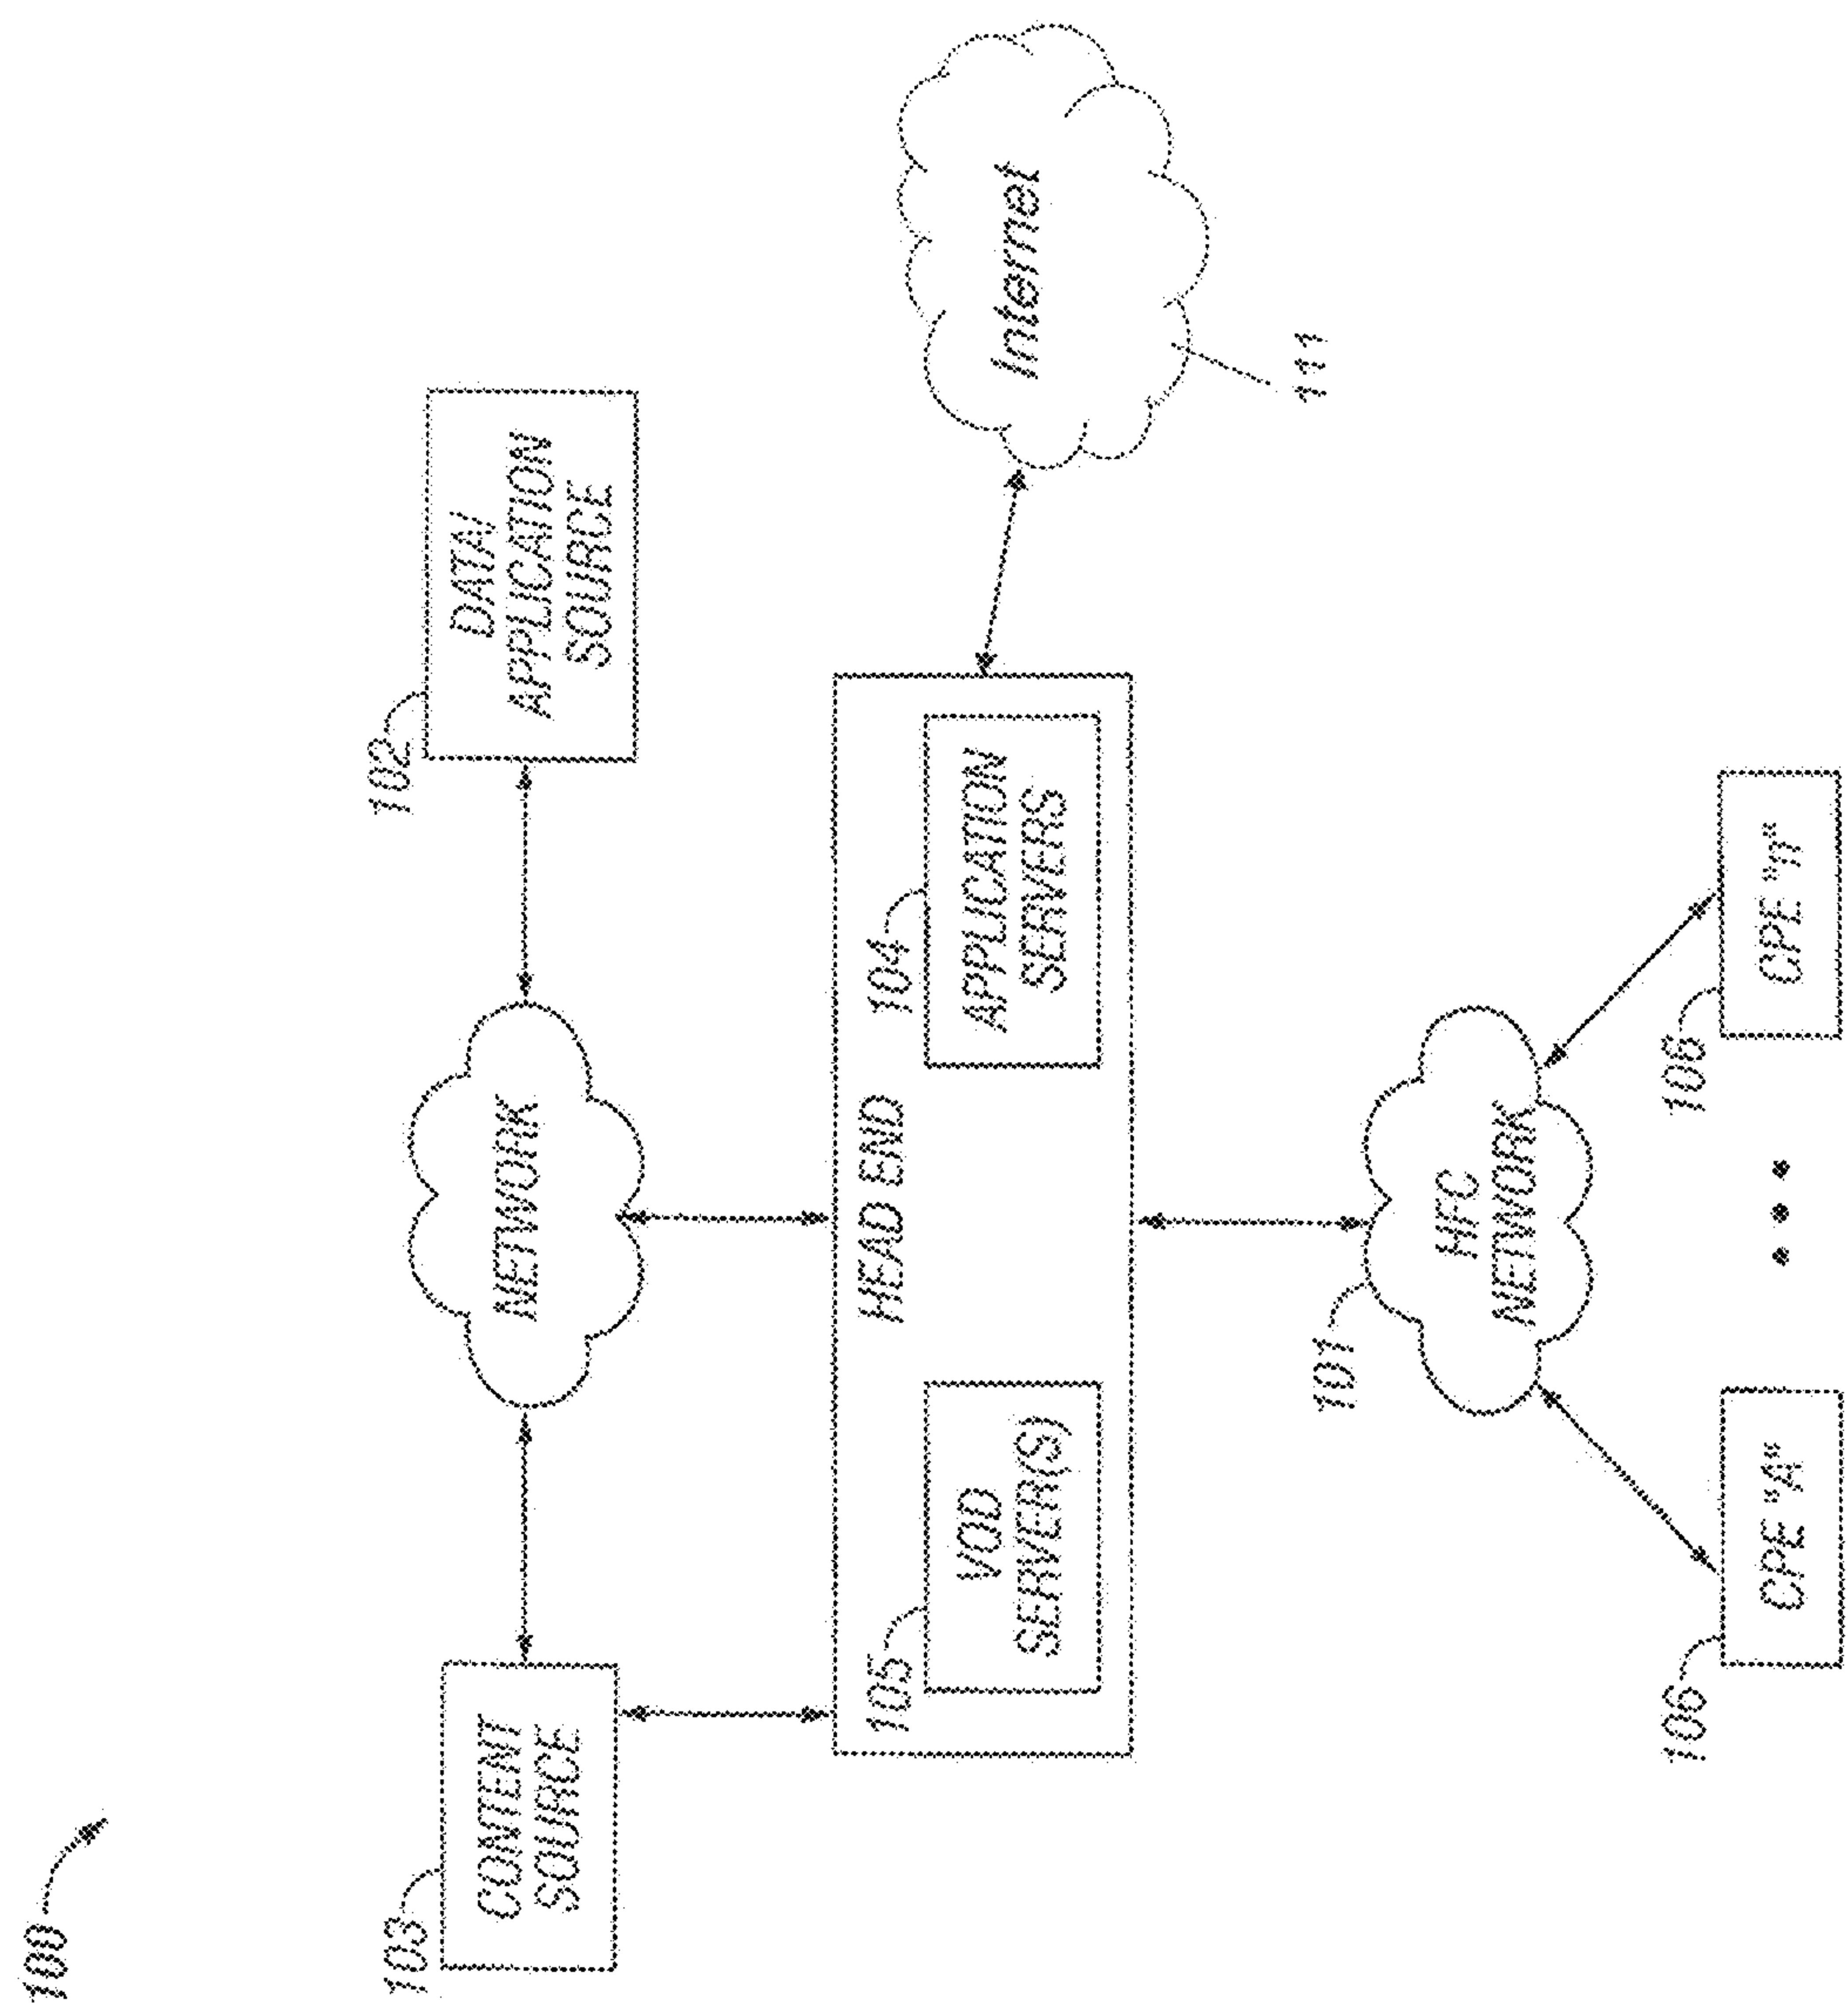 100
103
CONTENT
SOURCE
NETWORK
102
DATA/
APPLICATION
SOURCE
HEAD END
105
VOD
SERVER(S)
104
APPLICATION
SERVERS
Internet
111
101
HFC
NETWORK
106
CPE "A"
106
CPE "n"